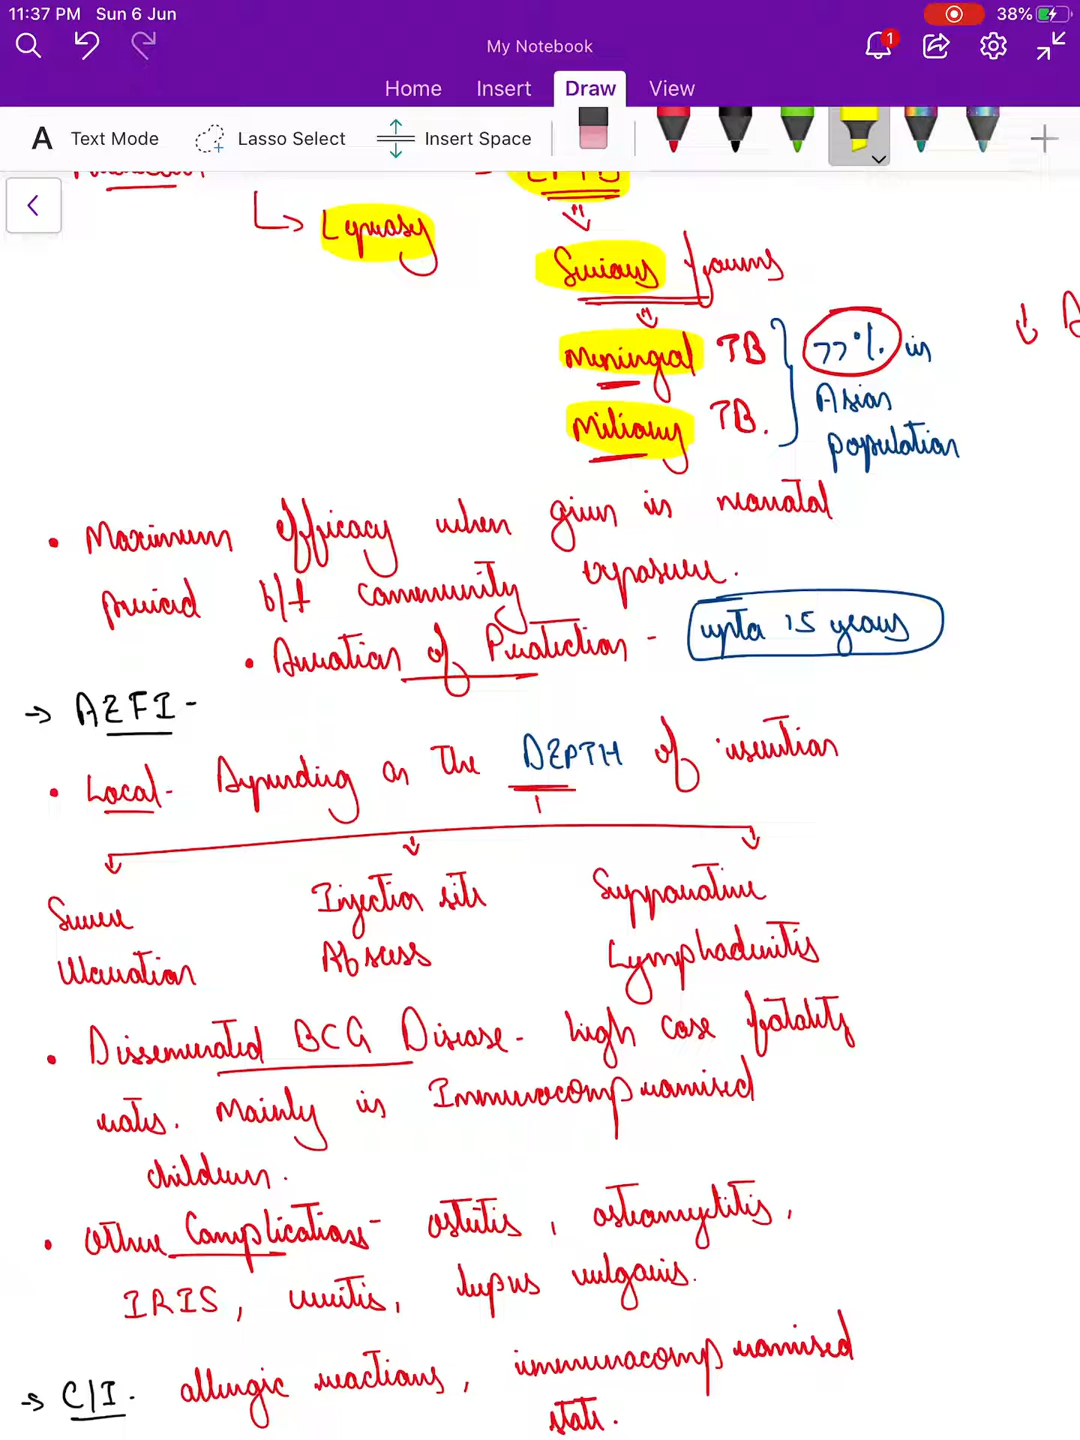 11:37 PM Sun 6 Jun 38%
My Notebook 1
Home Insert Draw View
A Text Mode Lasso Select Insert Space
EPTB
Leprosy
Serious forms
Meningeal TB
77% in
Miliary TB.
Asian
population
• Maximum efficacy when given in neonatal
period b/f community exposure.
• Duration of Protection - upto 15 years
→ AEFI -
• Local - Depending on the DEPTH of insertion
Severe Injection site Suppurative
Ulceration Abscess Lymphadenitis
• Disseminated BCG Disease - high case fatality
rates. Mainly in Immunocompromised
children.
• Other Complications - osteitis, osteomyelitis,
IRIS, uveitis, lupus vulgaris.
→ C/I. allergic reactions, immunocompromised
state.